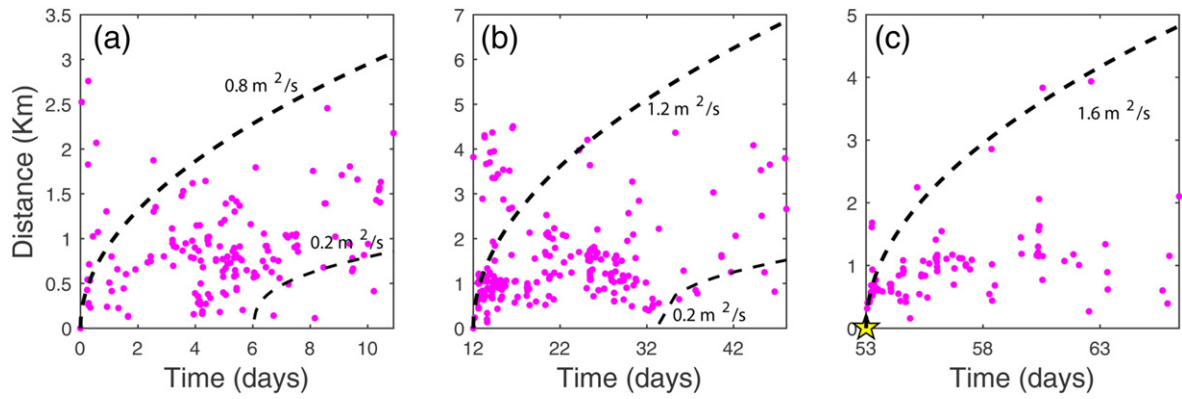 (a)
3.5
3
2.5
2
1.5
1
0.5
0
0 2 4 6 8 10
0.8 m 2/s
0.2 m 2/s
Distance (Km)
Time (days)
(b)
7
6
5
4
3
2
1
0
12 22 32 42
1.2 m 2/s
0.2 m 2/s
Time (days)
(c)
5
4
3
2
1
0
53 58 63
1.6 m 2/s
Time (days)